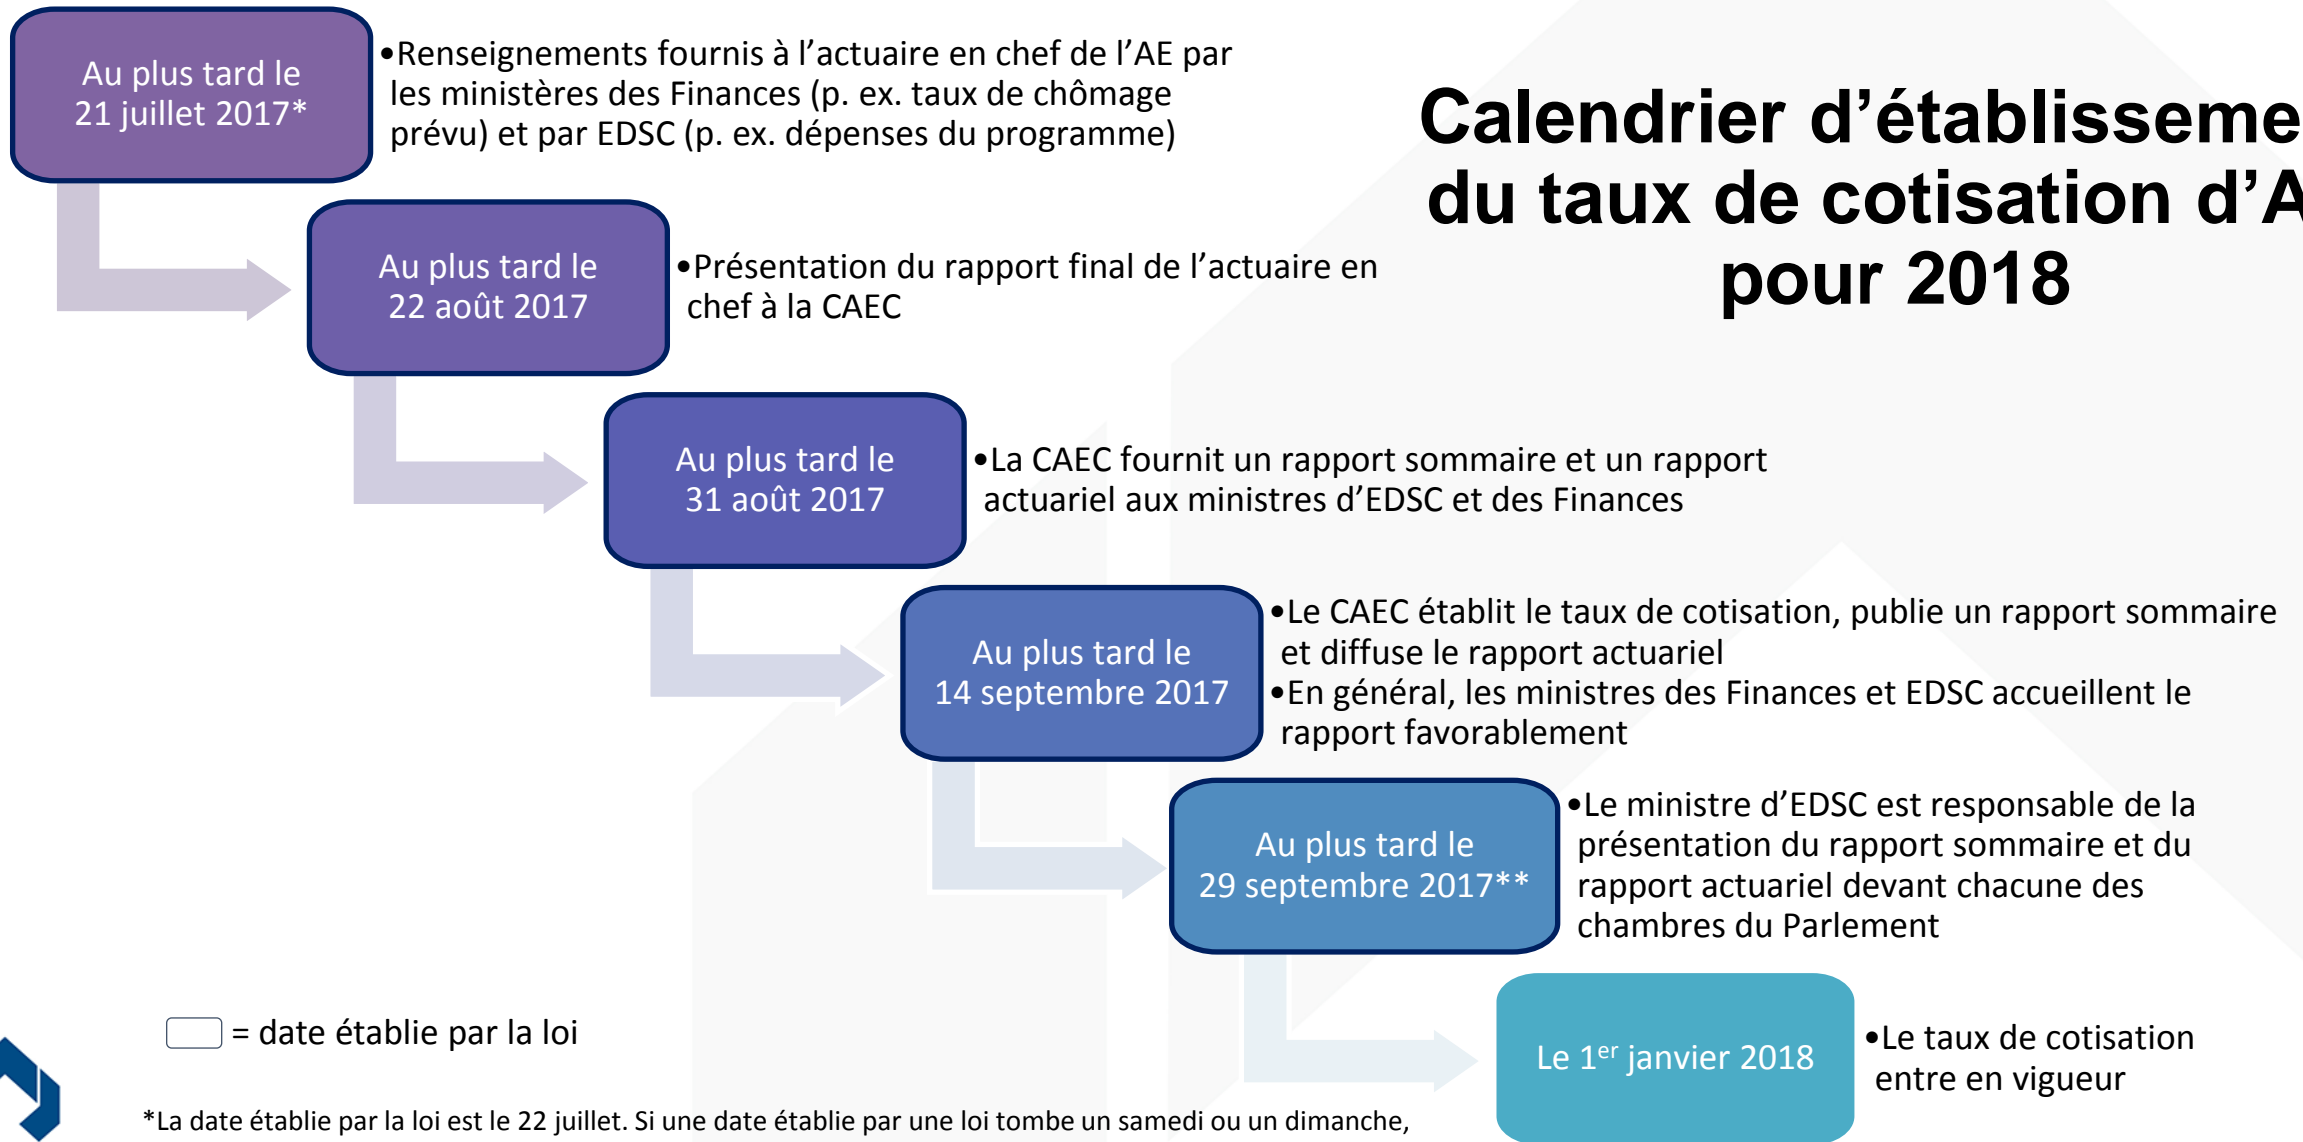 Calendrier d’établisseme
du taux de cotisation d’A
pour 2018
Au plus tard le
21 juillet 2017*
•Renseignements fournis à l’actuaire en chef de l’AE par
les ministères des Finances (p. ex. taux de chômage
prévu) et par EDSC (p. ex. dépenses du programme)
Au plus tard le
22 août 2017
•Présentation du rapport final de l’actuaire en
chef à la CAEC
Au plus tard le
31 août 2017
•La CAEC fournit un rapport sommaire et un rapport
actuariel aux ministres d’EDSC et des Finances
Au plus tard le
14 septembre 2017
•Le CAEC établit le taux de cotisation, publie un rapport sommaire
et diffuse le rapport actuariel
•En général, les ministres des Finances et EDSC accueillent le
rapport favorablement
Au plus tard le
29 septembre 2017**
•Le ministre d’EDSC est responsable de la
présentation du rapport sommaire et du
rapport actuariel devant chacune des
chambres du Parlement
Le 1er janvier 2018
•Le taux de cotisation
entre en vigueur
= date établie par la loi
*La date établie par la loi est le 22 juillet. Si une date établie par une loi tombe un samedi ou un dimanche,